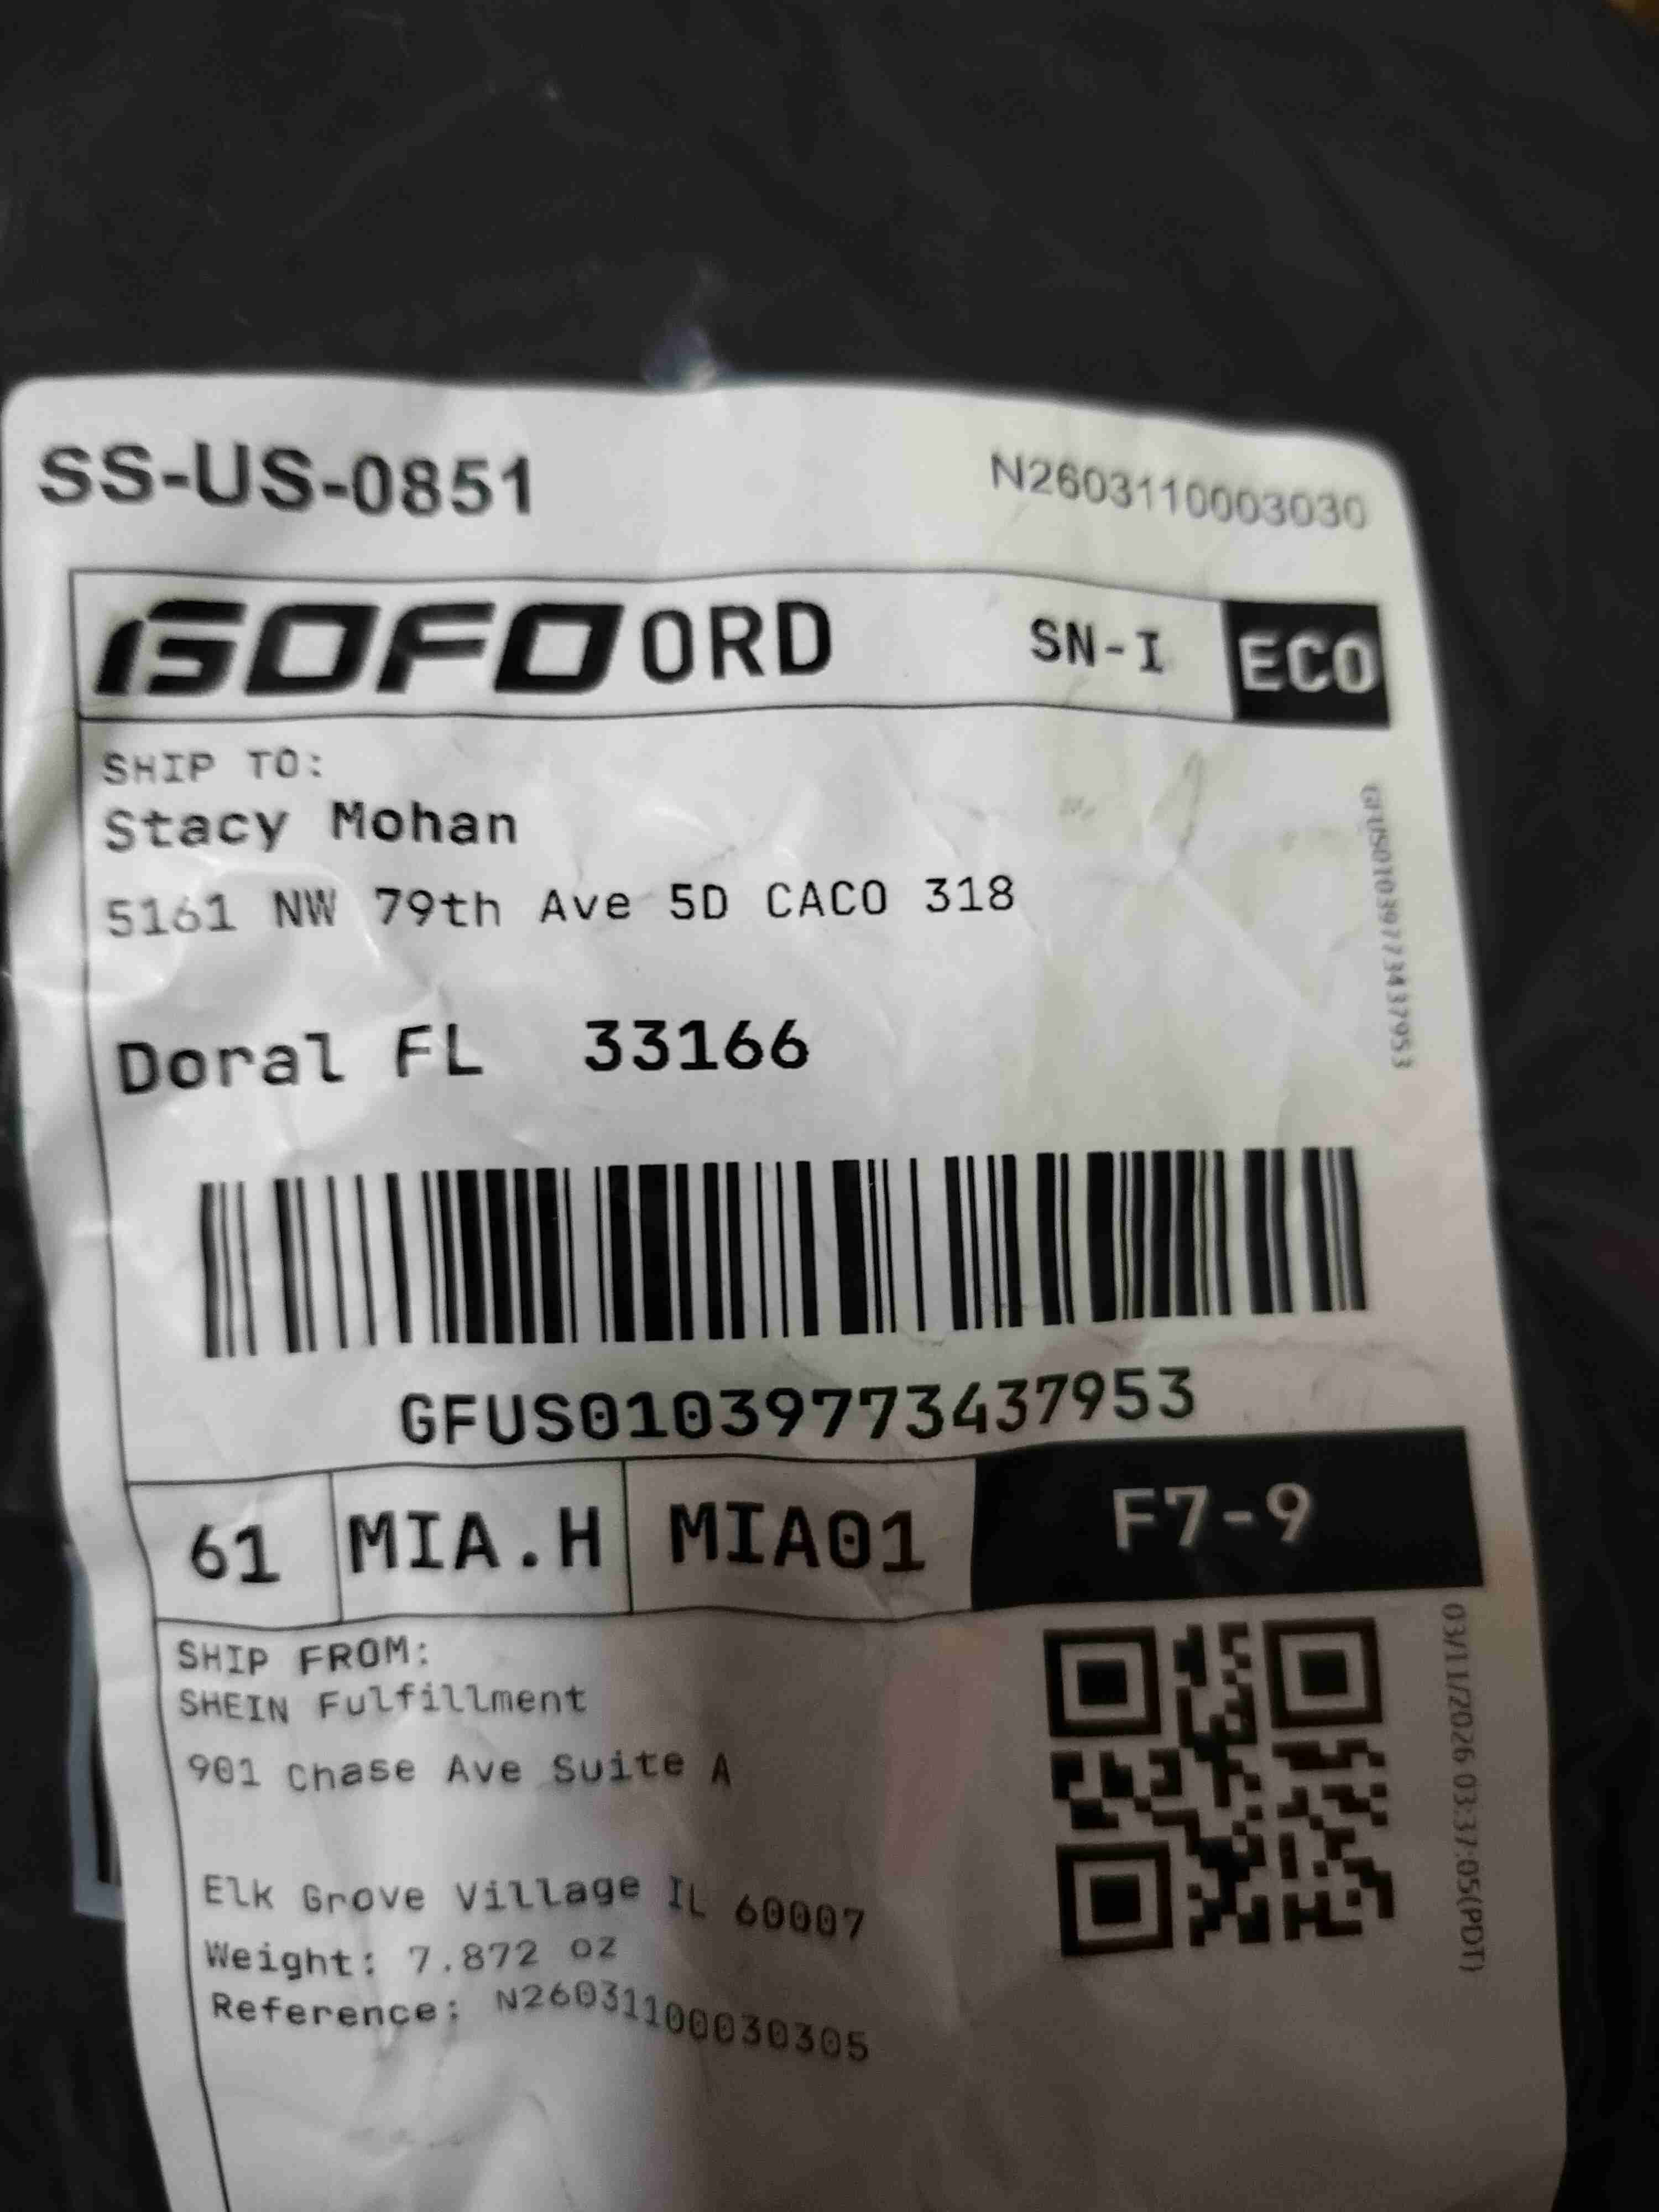 SS-US-0851 N2603110003030
GOFO ORD SN-I ECO
SHIP TO:
Stacy Mohan
5161 NW 79th Ave 5D CACO 318
Doral FL 33166
GFUS01039773437953
GFUS01039773437953
61 MIA.H MIA01 F7-9
SHIP FROM:
SHEIN Fulfillment
901 Chase Ave Suite A
Elk Grove Village IL 60007
Weight: 7.872 oz
Reference: N26031100030305
03/11/2026 03:37:05(PDT)